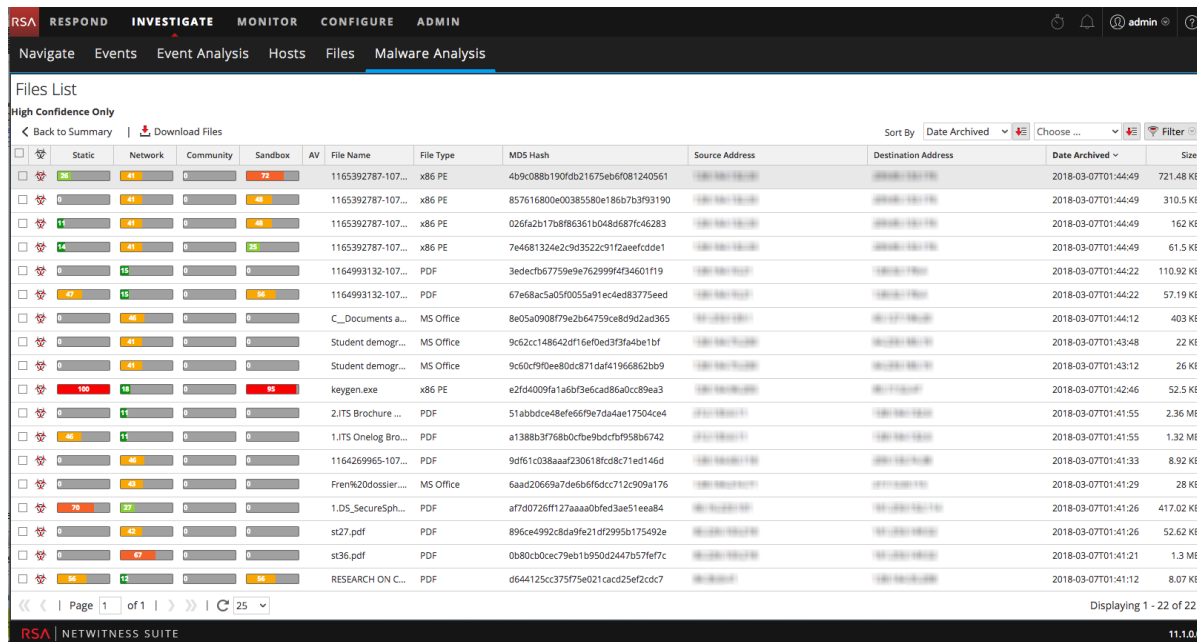 RSA RESPOND INVESTIGATE MONITOR CONFIGURE ADMIN admin
Navigate Events Event Analysis Hosts Files Malware Analysis
Files List
High Confidence Only
Back to Summary | Download Files Sort By Date Archived Choose ... Filter
Static Network Community Sandbox AV File Name File Type MD5 Hash Source Address Destination Address Date Archived Size
26 41 0 72 1165392787-107... x86 PE 4b9c088b190fdb21675eb6f081240561 2018-03-07T01:44:49 721.48 KB
0 41 0 48 1165392787-107... x86 PE 857616800e00385580e186b7b3f93190 2018-03-07T01:44:49 310.5 KB
11 41 0 48 1165392787-107... x86 PE 026fa2b17b8f86361b048d687fc46283 2018-03-07T01:44:49 162 KB
14 41 0 25 1165392787-107... x86 PE 7e4681324e2c9d3522c91f2aeefcdde1 2018-03-07T01:44:49 61.5 KB
0 15 0 0 1164993132-107... PDF 3edecfb67759e9e762999f4f34601f19 2018-03-07T01:44:22 110.92 KB
47 15 0 56 1164993132-107... PDF 67e68ac5a05f0055a91ec4ed83775eed 2018-03-07T01:44:22 57.19 KB
0 46 0 0 C__Documents a... MS Office 8e05a0908f79e2b64759ce8d9d2ad365 2018-03-07T01:44:12 403 KB
0 41 0 0 Student demogr... MS Office 9c62cc148642df16ef0ed3f3fa4be1bf 2018-03-07T01:43:48 22 KB
0 41 0 0 Student demogr... MS Office 9c60cf9f0ee80dc871daf41966862bb9 2018-03-07T01:43:12 26 KB
100 18 0 95 keygen.exe x86 PE e2fd4009fa1a6bf3e6cad86a0cc89ea3 2018-03-07T01:42:46 52.5 KB
0 11 0 0 2.ITS Brochure ... PDF 51abbdce48efe66f9e7da4ae17504ce4 2018-03-07T01:41:55 2.36 MB
46 11 0 0 1.ITS Onelog Bro... PDF a1388b3f768b0cfbe9bdcfbf958b6742 2018-03-07T01:41:55 1.32 MB
0 46 0 0 1164269965-107... PDF 9df61c038aaaf230618fcd8c71ed146d 2018-03-07T01:41:33 8.92 KB
0 43 0 0 Fren%20dossier.... MS Office 6aad20669a7de6b6f6dcc712c909a176 2018-03-07T01:41:29 28 KB
70 27 0 0 1.DS_SecureSph... PDF af7d0726ff127aaaa0bfed3ae51eea84 2018-03-07T01:41:26 417.02 KB
0 42 0 0 st27.pdf PDF 896ce4992c8da9fe21df2995b175492e 2018-03-07T01:41:26 52.62 KB
0 67 0 0 st36.pdf PDF 0b80cb0cec79eb1b950d2447b57fef7c 2018-03-07T01:41:21 1.3 MB
56 12 0 56 RESEARCH ON C... PDF d644125cc375f75e021cacd25ef2cdc7 2018-03-07T01:41:12 8.07 KB
Page 1 of 1 | 25 Displaying 1 - 22 of 22
RSA | NETWITNESS SUITE 11.1.0.